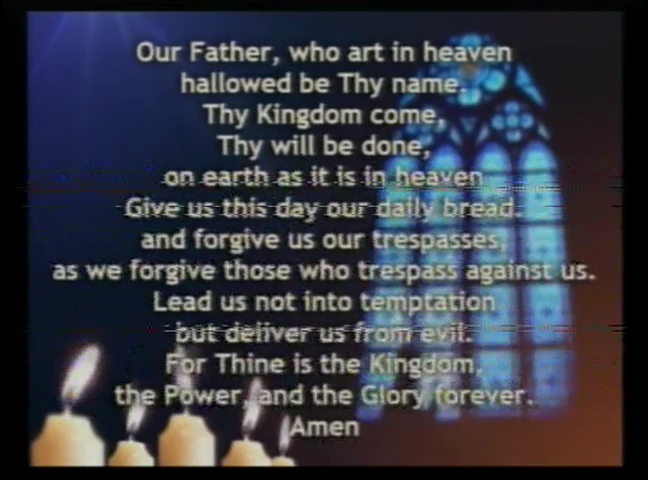 Our Father, who art in heaven
hallowed be Thy name.
Thy Kingdom come,
Thy will be done,
on earth as it is in heaven
Give us this day our daily bread.
and forgive us our trespasses,
as we forgive those who trespass against us.
Lead us not into temptation
but deliver us from evil.
For Thine is the Kingdom,
the Power, and the Glory forever.
Amen